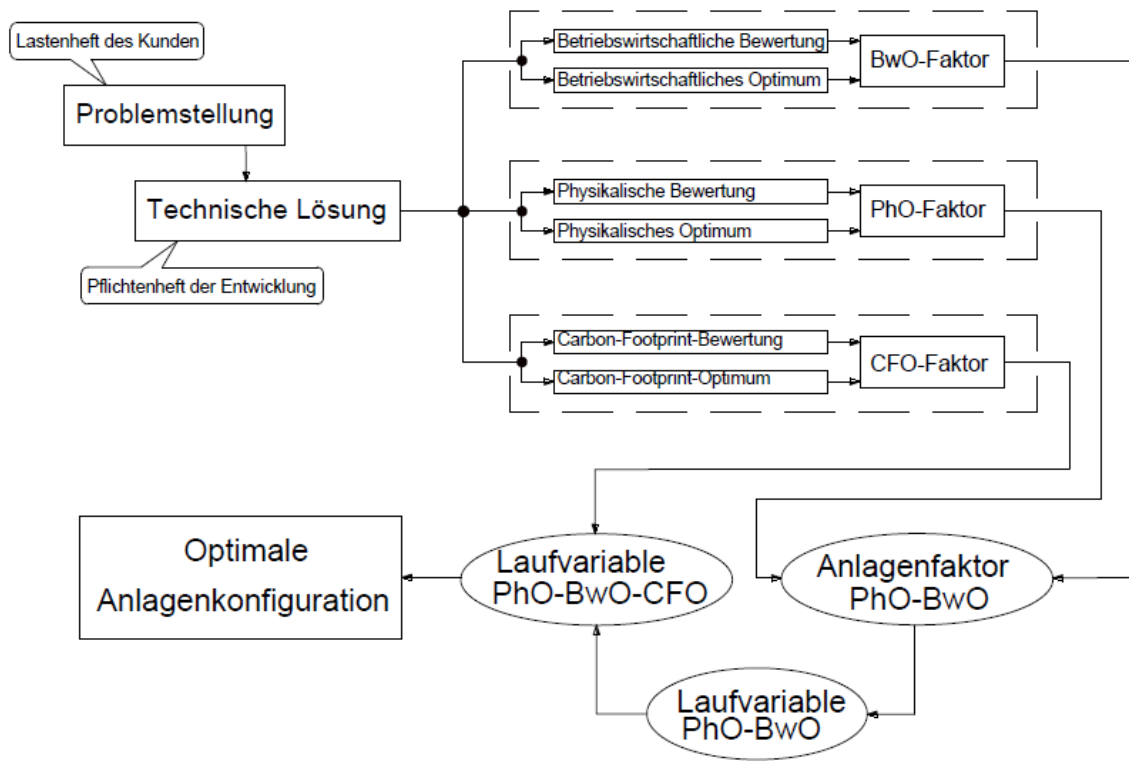 Lastenheft des Kunden
Problemstellung
Technische Lösung
Pflichtenheft der Entwicklung
Betriebswirtschaftliche Bewertung
Betriebswirtschaftliches Optimum
BwO-Faktor
Physikalische Bewertung
Physikalisches Optimum
PhO-Faktor
Carbon-Footprint-Bewertung
Carbon-Footprint-Optimum
CFO-Faktor
Optimale
Anlagenkonfiguration
Laufvariable
PhO-BwO-CFO
Anlagenfaktor
PhO-BwO
Laufvariable
PhO-BwO